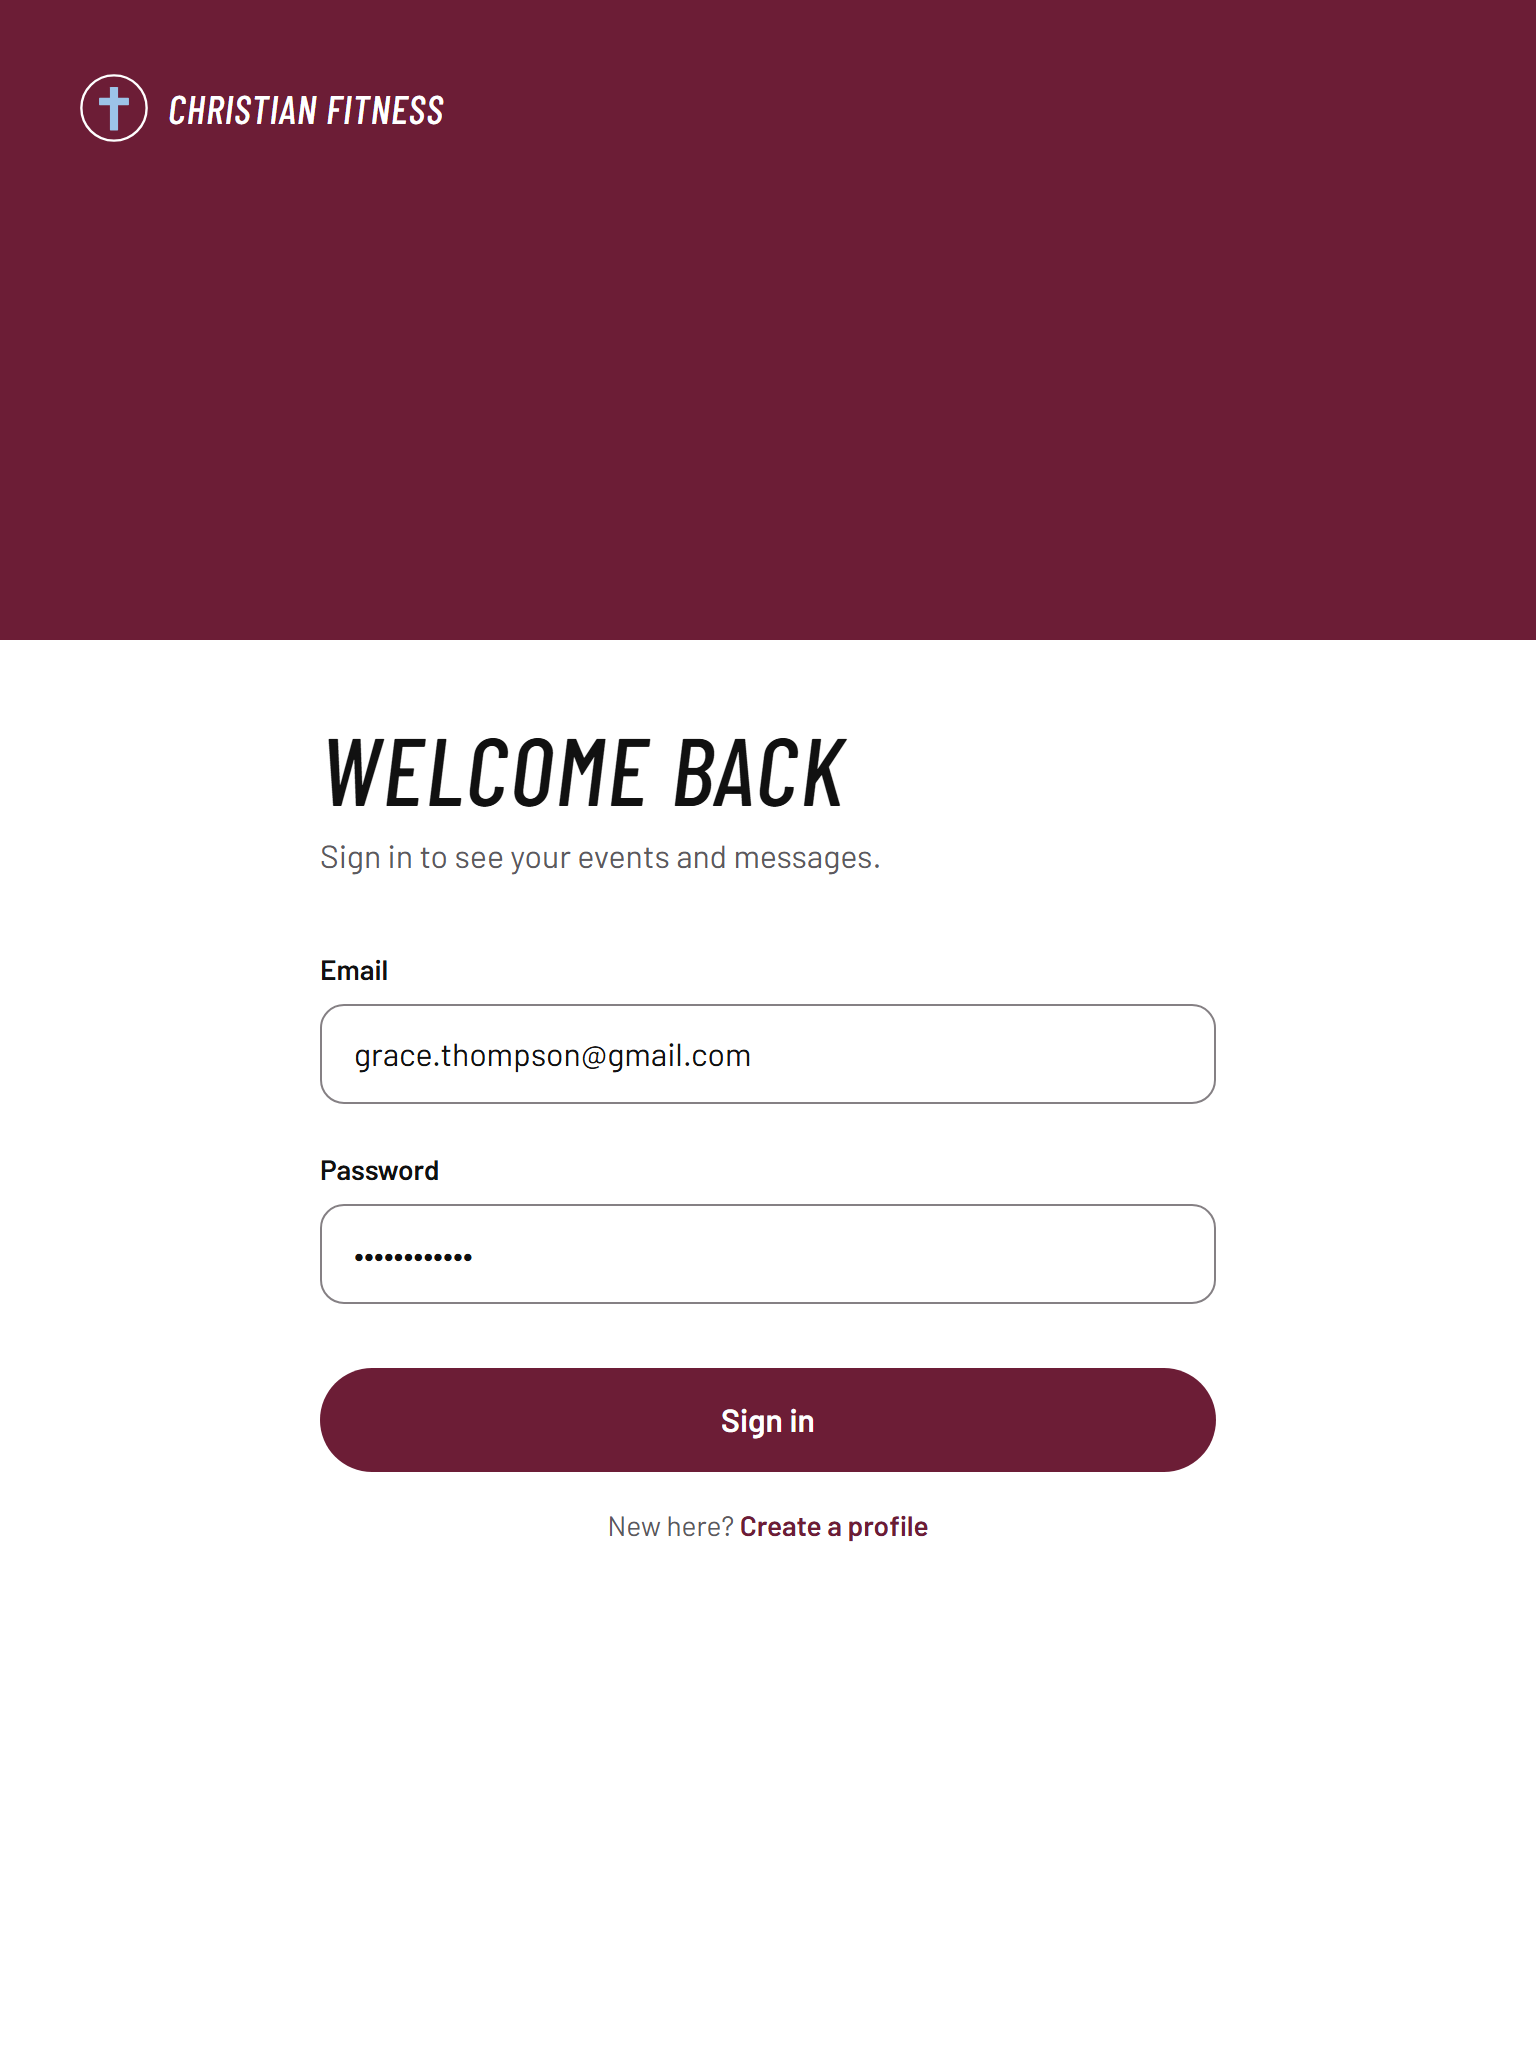 CHRISTIAN FITNESS
WELCOME BACK
Sign in to see your events and messages.
Email
grace.thompson@gmail.com
Password
••••••••••••
Sign in
New here? Create a profile